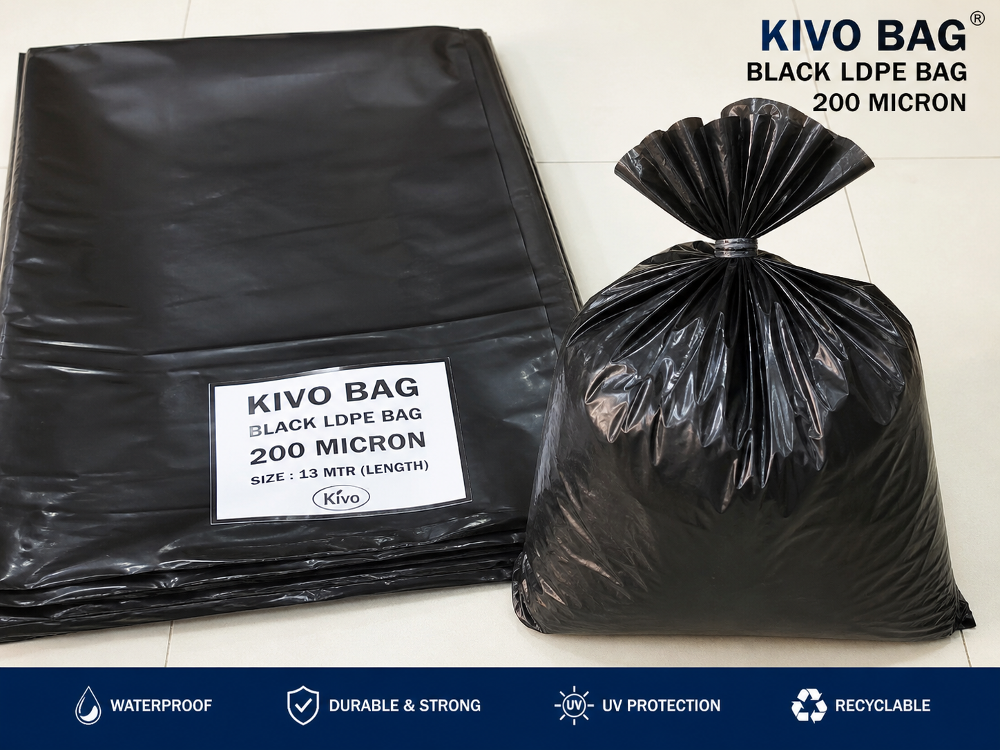 KIVO BAG®
BLACK LDPE BAG
200 MICRON
KIVO BAG
BLACK LDPE BAG
200 MICRON
SIZE : 13 MTR (LENGTH)
Kivo
WATERPROOF
DURABLE & STRONG
UV
UV PROTECTION
RECYCLABLE